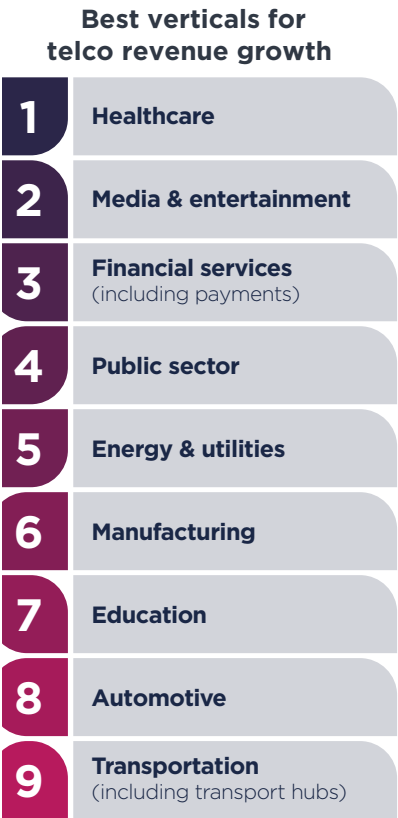 Best verticals for
telco revenue growth
1 Healthcare
2 Media & entertainment
3 Financial services
(including payments)
4 Public sector
5 Energy & utilities
6 Manufacturing
7 Education
8 Automotive
9 Transportation
(including transport hubs)